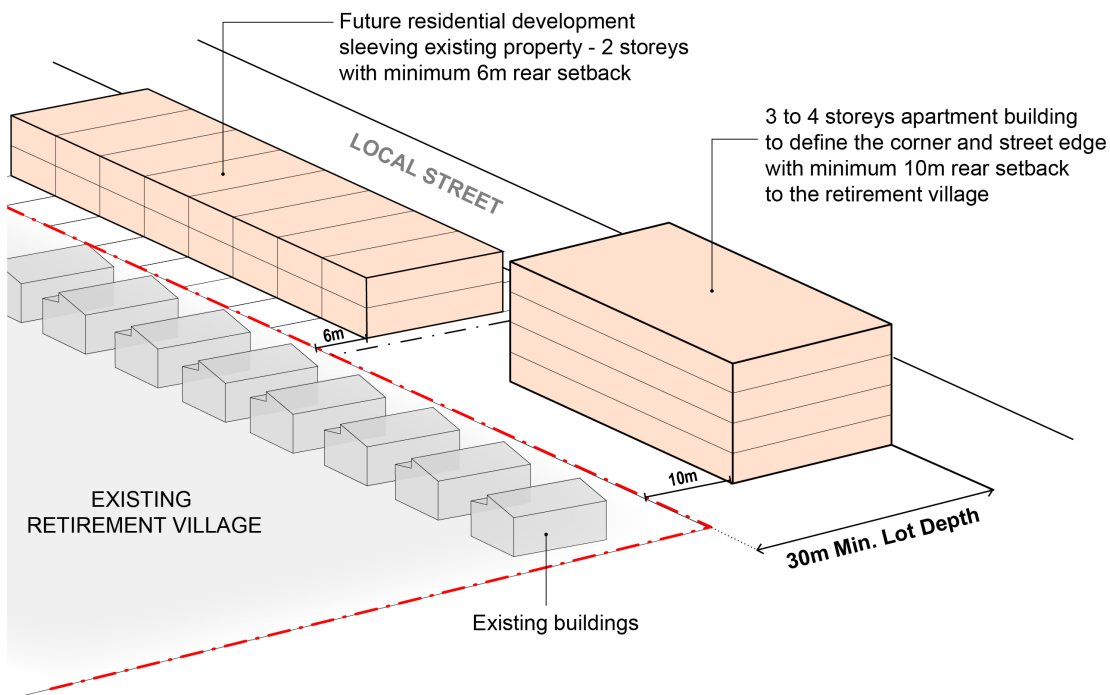 Future residential development
sleeving existing property - 2 storeys
with minimum 6m rear setback
3 to 4 storeys apartment building
to define the corner and street edge
with minimum 10m rear setback
to the retirement village
LOCAL STREET
6m
10m
30m Min. Lot Depth
EXISTING
RETIREMENT VILLAGE
Existing buildings